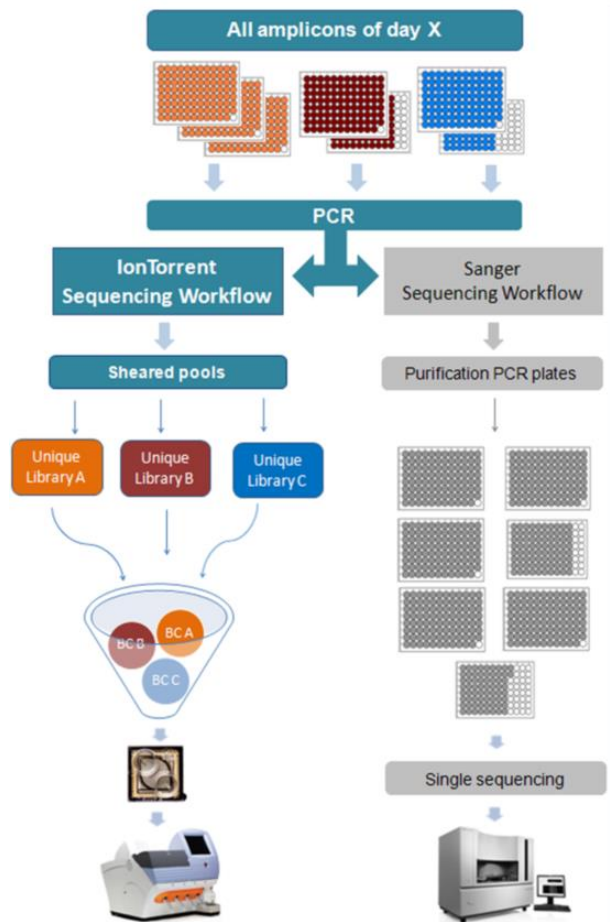 All amplicons of day X
PCR
IonTorrent
Sequencing Workflow
Sanger
Sequencing Workflow
Sheared pools
Purification PCR plates
Unique
Library A
Unique
Library B
Unique
Library C
BC B
BC A
BC C
Single sequencing